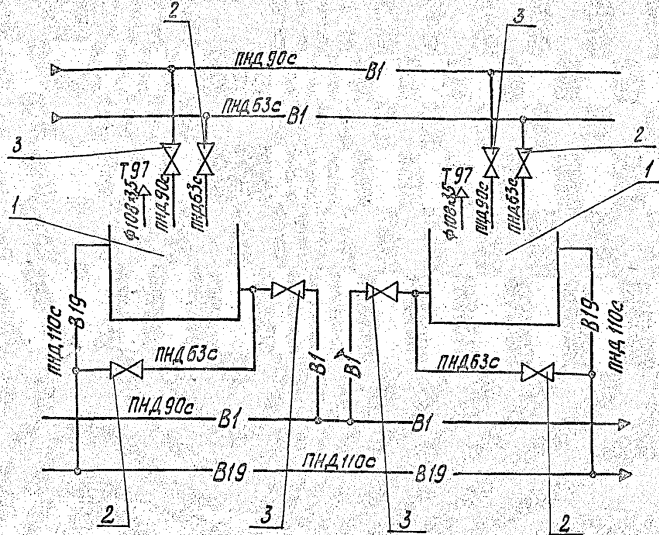 2
3
ПНД 90с
В1
ПНД 63с
В1
3
2
Т97
Ф108×3,5
ПНД 90с
ПНД 63с
Т97
Ф108×3,5
ПНД 90с
ПНД 63с
1
1
ПНД 110с
В19
В19
ПНД 110с
ПНД 63с
В1
В1
ПНД 63с
ПНД 90с
В1
В1
В19
ПНД 110с
В19
2
3
3
2